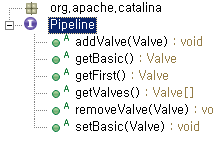 org.apache.catalina
Pipeline
addValve(Valve) : void
getBasic() : Valve
getFirst() : Valve
getValves() : Valve[]
removeValve(Valve) : vo
setBasic(Valve) : void